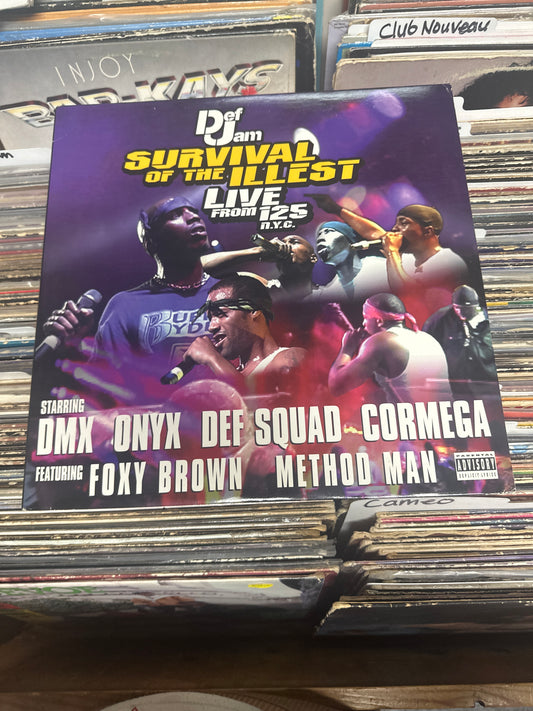 Club Nouveau
INJOY
BAR-KAYS
Def
Jam
SURVIVAL
OF THE ILLEST
LIVE
FROM 125
N.Y.C.
STARRING
DMX ONYX DEF SQUAD CORMEGA
FEATURING FOXY BROWN METHOD MAN
PARENTAL
ADVISORY
EXPLICIT LYRICS
Cameo